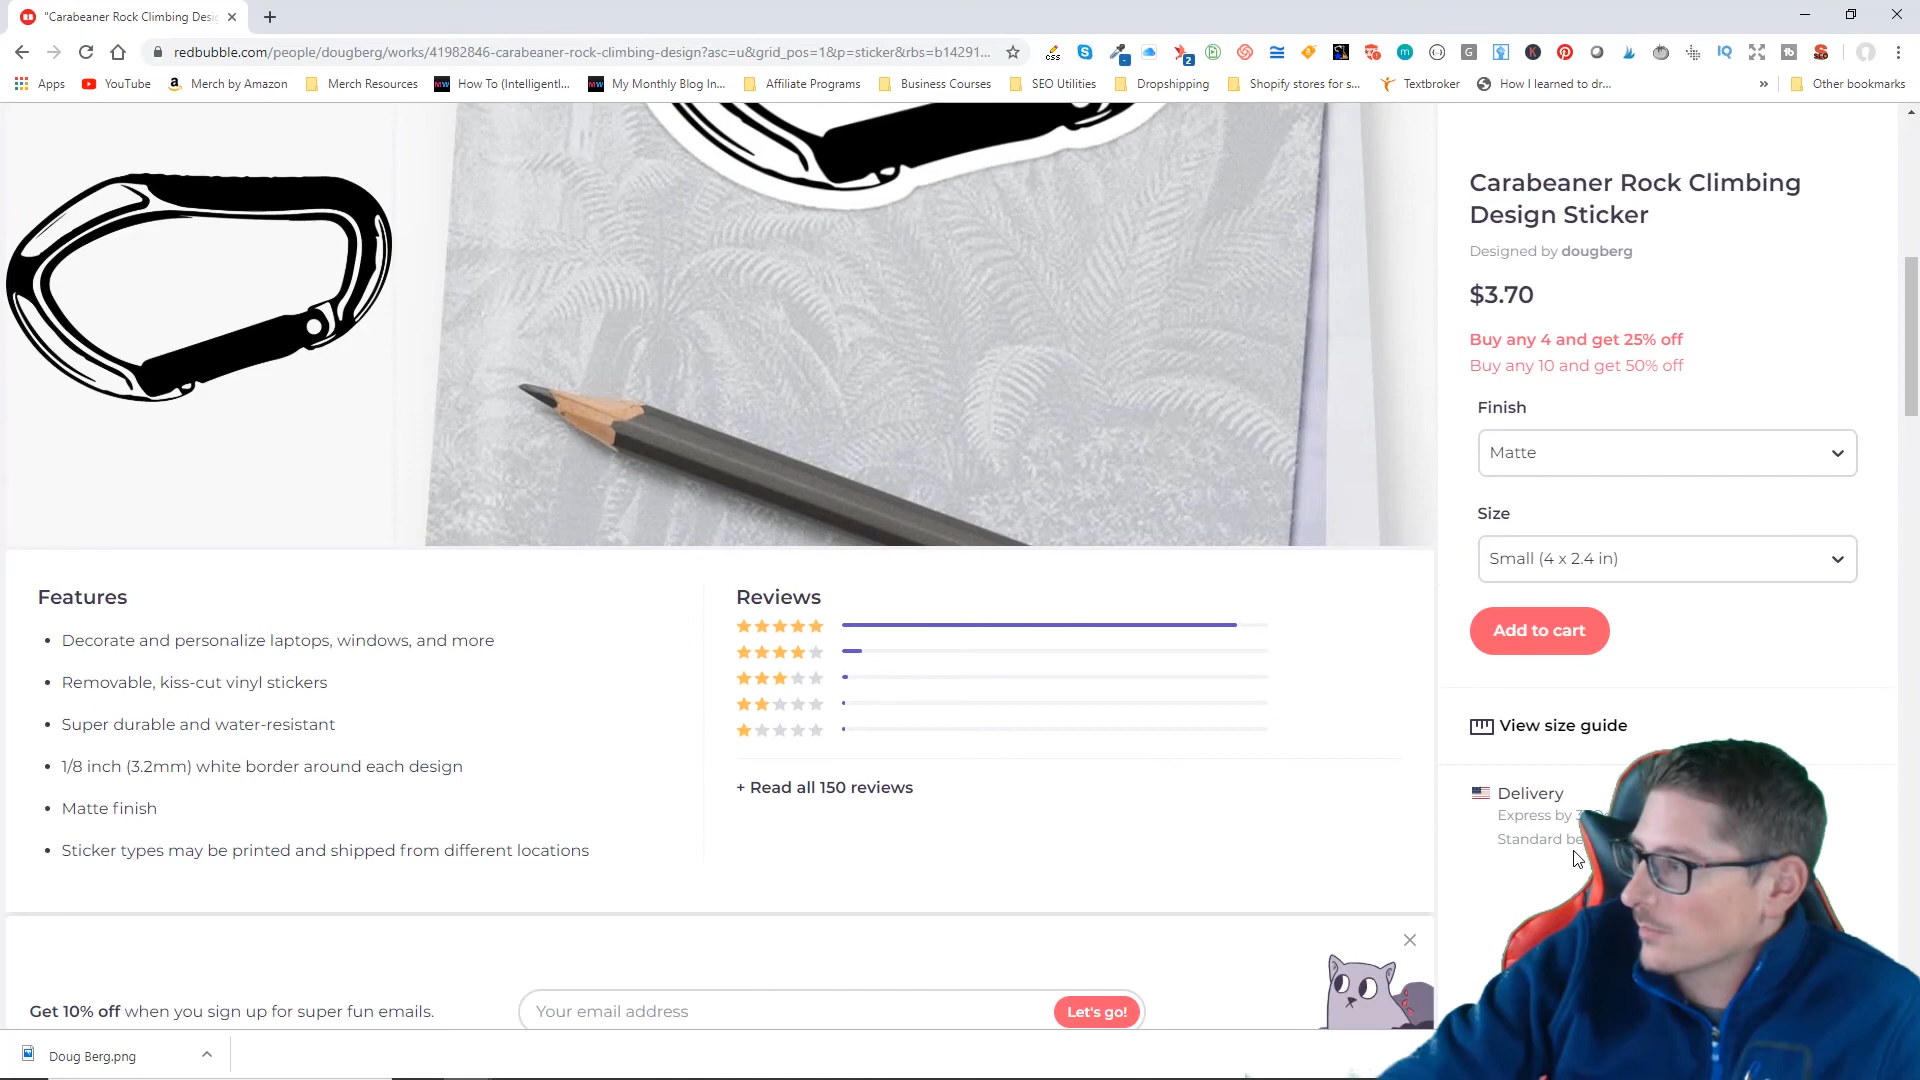 "Carabeaner Rock Climbing Desi
redbubble.com/people/dougberg/works/41982846-carabeaner-rock-climbing-design?asc=u&grid_pos=1&p=sticker&rbs=b14291...
Apps
YouTube
Merch by Amazon
Merch Resources
How To (Intelligentl...
My Monthly Blog In...
Affiliate Programs
Business Courses
SEO Utilities
Dropshipping
Shopify stores for s...
Textbroker
How I learned to dr...
»
Other bookmarks
Carabeaner Rock Climbing
Design Sticker
Designed by dougberg
$3.70
Buy any 4 and get 25% off
Buy any 10 and get 50% off
Finish
Matte
Size
Small (4 x 2.4 in)
Add to cart
View size guide
Delivery
Express by 3
Standard be
Features
• Decorate and personalize laptops, windows, and more
• Removable, kiss-cut vinyl stickers
• Super durable and water-resistant
• 1/8 inch (3.2mm) white border around each design
• Matte finish
• Sticker types may be printed and shipped from different locations
Reviews
+ Read all 150 reviews
Get 10% off when you sign up for super fun emails.
Your email address
Let's go!
Doug Berg.png